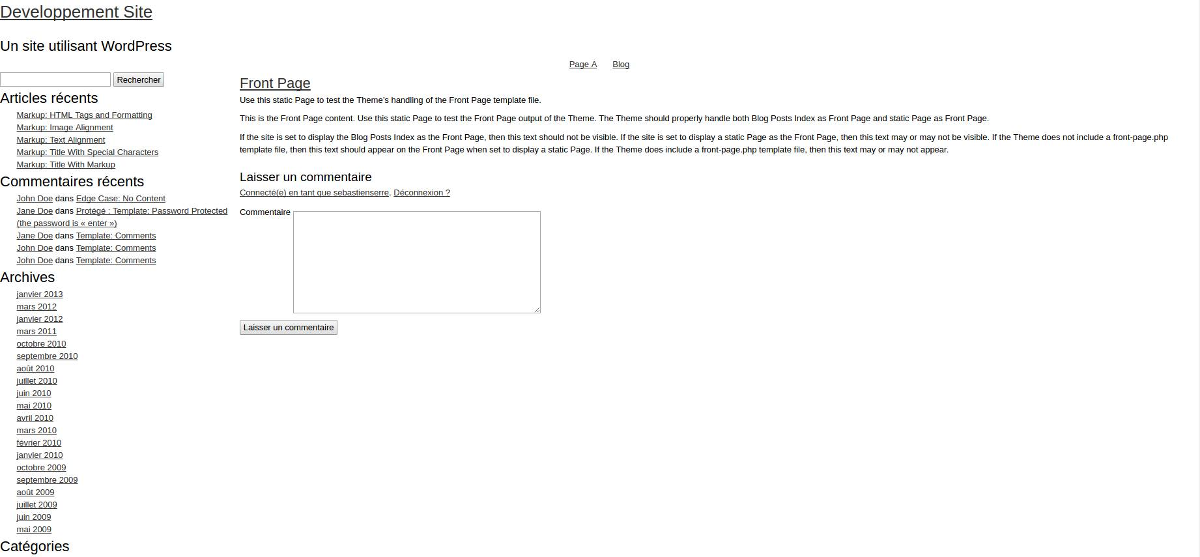 Developpement Site
Un site utilisant WordPress
Page A Blog
Rechercher
Articles récents
Markup: HTML Tags and Formatting
Markup: Image Alignment
Markup: Text Alignment
Markup: Title With Special Characters
Markup: Title With Markup
Commentaires récents
John Doe dans Edge Case: No Content
Jane Doe dans Protégé : Template: Password Protected
(the password is « enter »)
Jane Doe dans Template: Comments
John Doe dans Template: Comments
John Doe dans Template: Comments
Archives
janvier 2013
mars 2012
janvier 2012
mars 2011
octobre 2010
septembre 2010
août 2010
juillet 2010
juin 2010
mai 2010
avril 2010
mars 2010
février 2010
janvier 2010
octobre 2009
septembre 2009
août 2009
juillet 2009
juin 2009
mai 2009
Catégories
Front Page
Use this static Page to test the Theme's handling of the Front Page template file.
This is the Front Page content. Use this static Page to test the Front Page output of the Theme. The Theme should properly handle both Blog Posts Index as Front Page and static Page as Front Page.
If the site is set to display the Blog Posts Index as the Front Page, then this text should not be visible. If the site is set to display a static Page as the Front Page, then this text may or may not be visible. If the Theme does not include a front-page.php
template file, then this text should appear on the Front Page when set to display a static Page. If the Theme does include a front-page.php template file, then this text may or may not appear.
Laisser un commentaire
Connecté(e) en tant que sebastienserre. Déconnexion ?
Commentaire
Laisser un commentaire